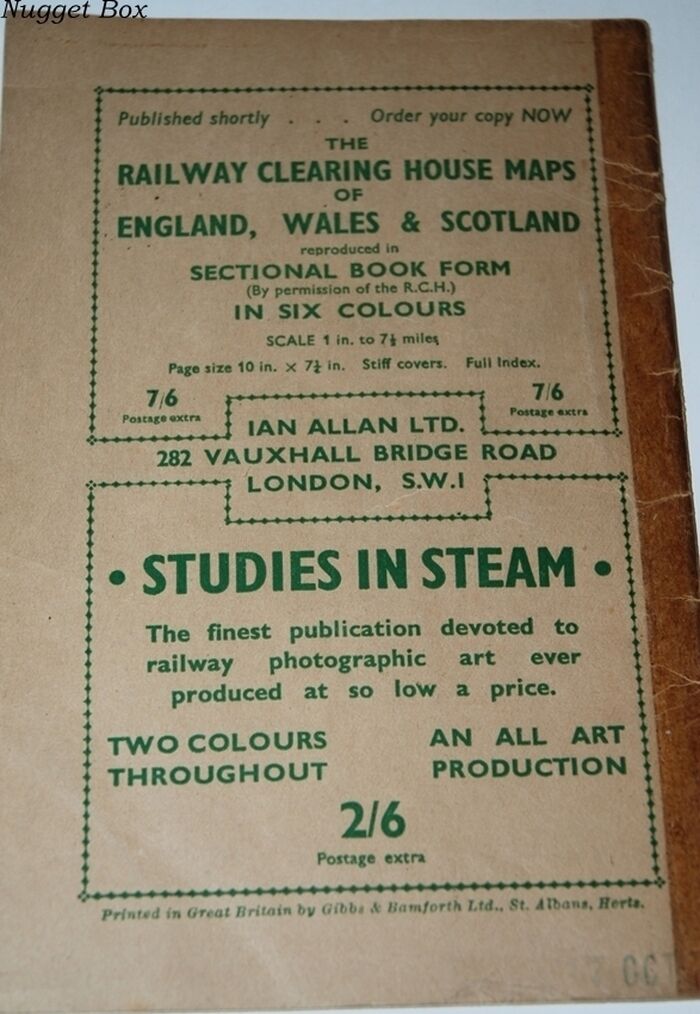 Nugget Box
Published shortly . . . Order your copy NOW
THE
RAILWAY CLEARING HOUSE MAPS
OF
ENGLAND, WALES & SCOTLAND
reproduced in
SECTIONAL BOOK FORM
(By permission of the R.C.H.)
IN SIX COLOURS
SCALE 1 in. to 7½ miles
Page size 10 in. × 7½ in. Stiff covers. Full Index.
7/6 7/6
Postage extra Postage extra
IAN ALLAN LTD.
282 VAUXHALL BRIDGE ROAD
LONDON, S.W.1
• STUDIES IN STEAM •
The finest publication devoted to
railway photographic art ever
produced at so low a price.
TWO COLOURS AN ALL ART
THROUGHOUT PRODUCTION
2/6
Postage extra
Printed in Great Britain by Gibbs & Bamforth Ltd., St. Albans, Herts.
7 OCT